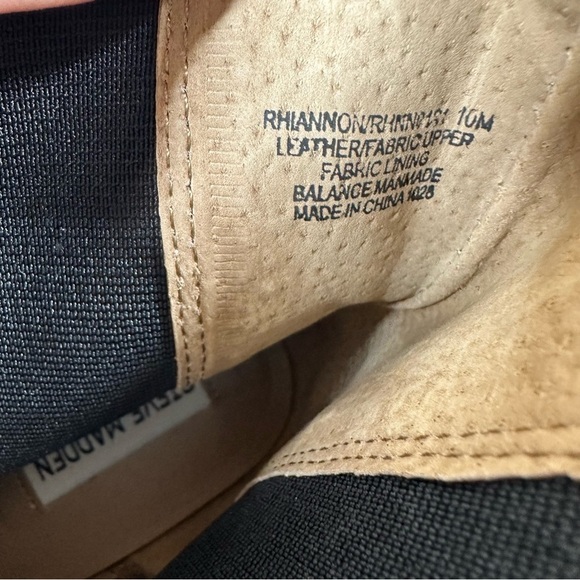 RHIANNON/RHNN01S1 10M
LEATHER/FABRIC UPPER
FABRIC LINING
BALANCE MANMADE
MADE IN CHINA 1028
STEVE MADDEN